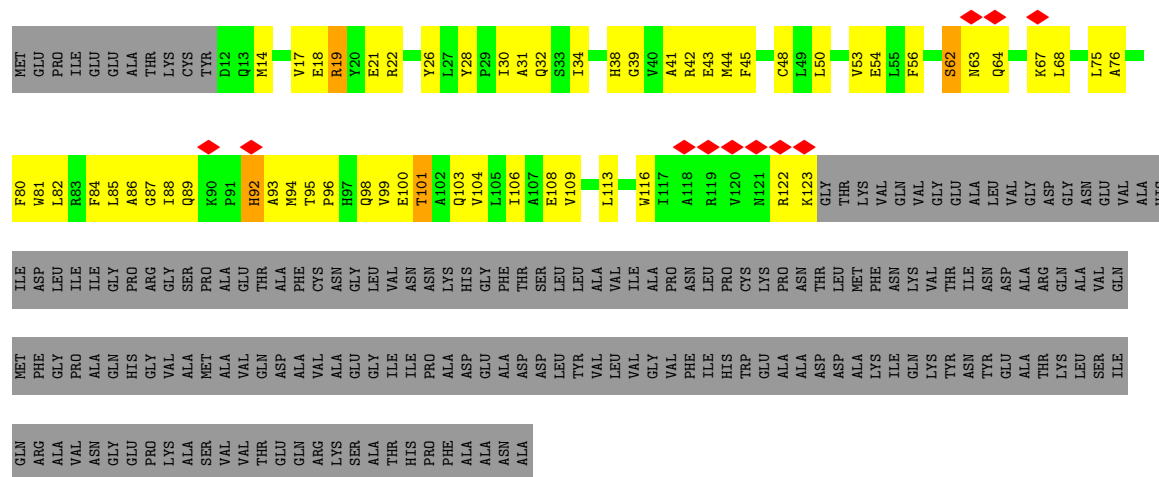 MET GLU PRO ILE GLU GLU ALA THR LYS CYS TYR D12 Q13 M14 V17 E18 R19 Y20 E21 R22 Y26 L27 Y28 P29 I30 A31 Q32 S33 I34 H38 G39 V40 A41 R42 E43 M44 F45 C48 L49 L50 V53 E54 L55 F56 S62 N63 Q64 K67 L68 L75 A76
F80 W81 L82 R83 F84 L85 A86 G87 I88 Q89 K90 P91 H92 A93 M94 T95 P96 H97 Q98 V99 E100 T101 A102 Q103 V104 L105 I106 A107 E108 V109 L113 W116 I117 A118 R119 V120 N121 R122 K123 GLY THR LYS VAL GLN VAL GLY GLU ALA LEU VAL GLY ASP GLY ASN GLU VAL ALA HIS
ILE ASP LEU ILE ILE GLY PRO ARG GLY SER PRO ALA GLU THR ALA PHE CYS ASN GLY LEU VAL ASN ASN LYS HIS GLY PHE THR SER LEU LEU ALA VAL ILE ALA PRO ASN LEU PRO CYS LYS PRO ASN THR LEU MET PHE ASN LYS VAL THR ILE ASN ASP ALA ARG GLN ALA VAL GLN
MET PHE GLY PRO ALA GLN HIS GLY VAL ALA MET ALA VAL GLN ASP ALA VAL ALA GLU GLY ILE ILE PRO ALA ASP GLU ALA ASP ASP LEU TYR VAL LEU VAL GLY VAL PHE ILE HIS TRP GLU ALA ALA ASP ASP ALA LYS ILE GLN LYS TYR ASN TYR GLU ALA THR LYS LEU SER ILE
GLN ARG ALA VAL ASN GLY GLU PRO LYS ALA SER VAL VAL THR GLU GLN ARG LYS SER ALA THR HIS PRO PHE ALA ALA ASN ALA